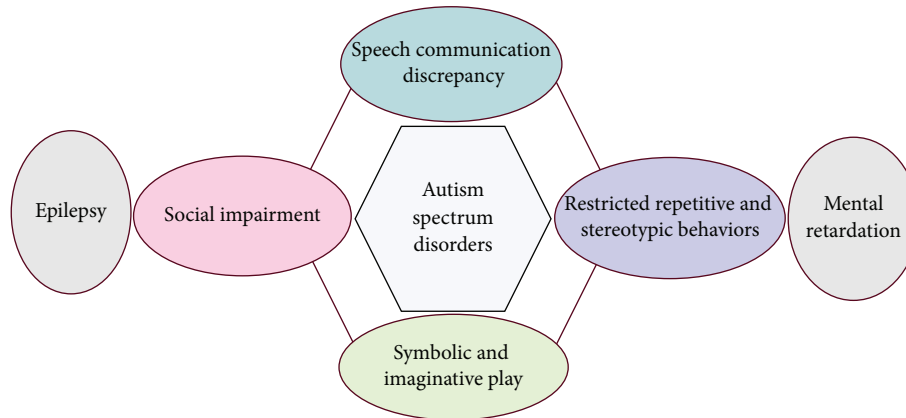 Speech communication
discrepancy
Epilepsy
Social impairment
Autism
spectrum
disorders
Restricted repetitive and
stereotypic behaviors
Mental
retardation
Symbolic and
imaginative play